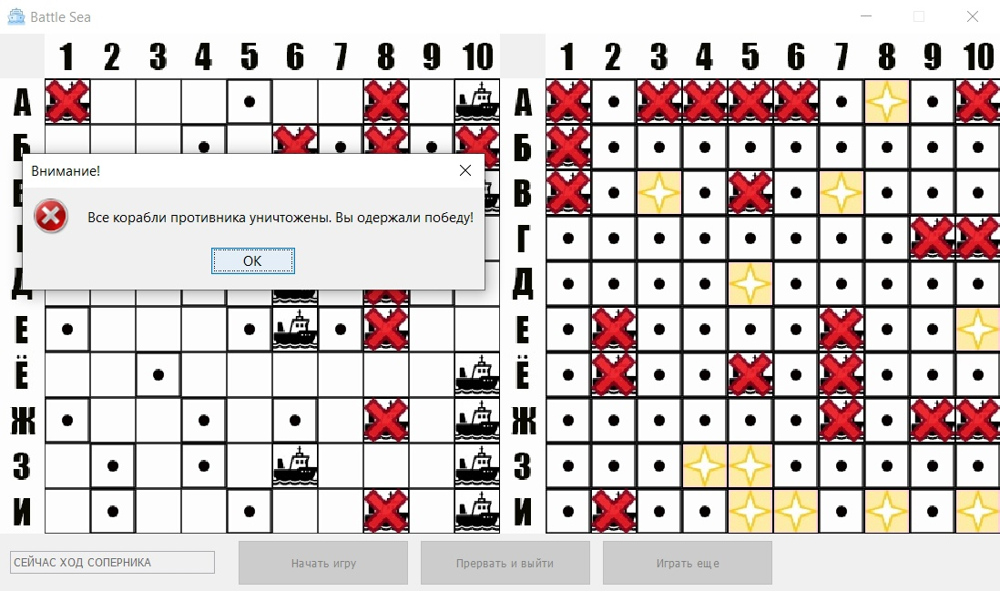 Battle Sea
1 2 3 4 5 6 7 8 9 10 1 2 3 4 5 6 7 8 9 10
А А
Б Б
В В
Г Г
Внимание!
Все корабли противника уничтожены. Вы одержали победу!
OK
Д Д
Е Е
Ё Ё
Ж Ж
З З
И И
СЕЙЧАС ХОД СОПЕРНИКА
Начать игру
Прервать и выйти
Играть еще